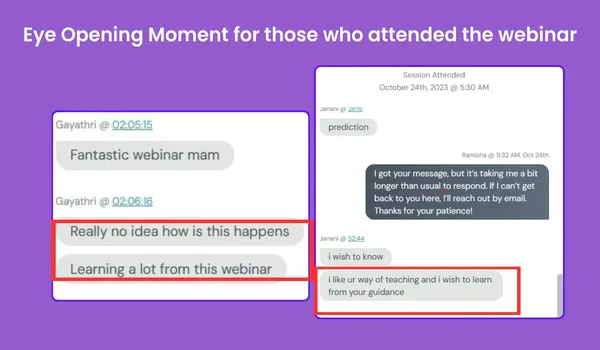 Eye Opening Moment for those who attended the webinar
Gayathri @ 02:05:15
Fantastic webinar mam
Gayathri @ 02:06:16
Really no idea how is this happens
Learning a lot from this webinar
Session Attended
October 24th, 2023 @ 5:30 AM
Janani @
prediction
Ramisha @ 11:32 AM, Oct 24th
I got your message, but it's taking me a bit
longer than usual to respond. If I can't get
back to you here, I'll reach out by email.
Thanks for your patience!
Janani @ 52:44
i wish to know
i like ur way of teaching and i wish to learn
from your guidance